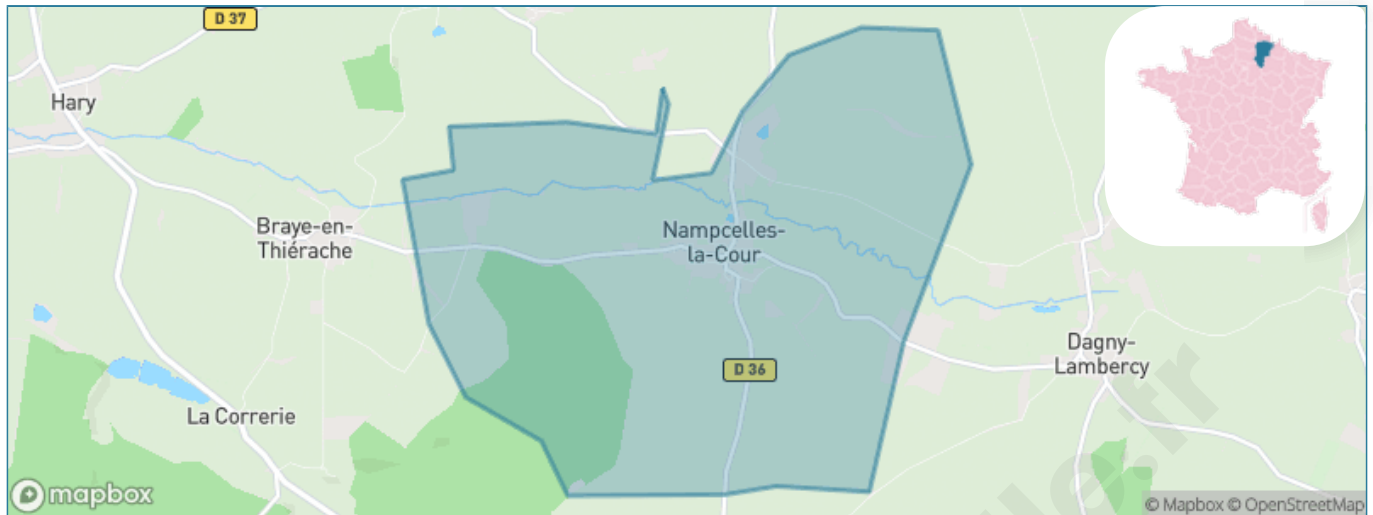 D 37
Hary
Braye-en-
Thiérache
Nampcelles-
la-Cour
Dagny-
Lambercy
D 36
La Correrie
mapbox
© Mapbox © OpenStreetMap